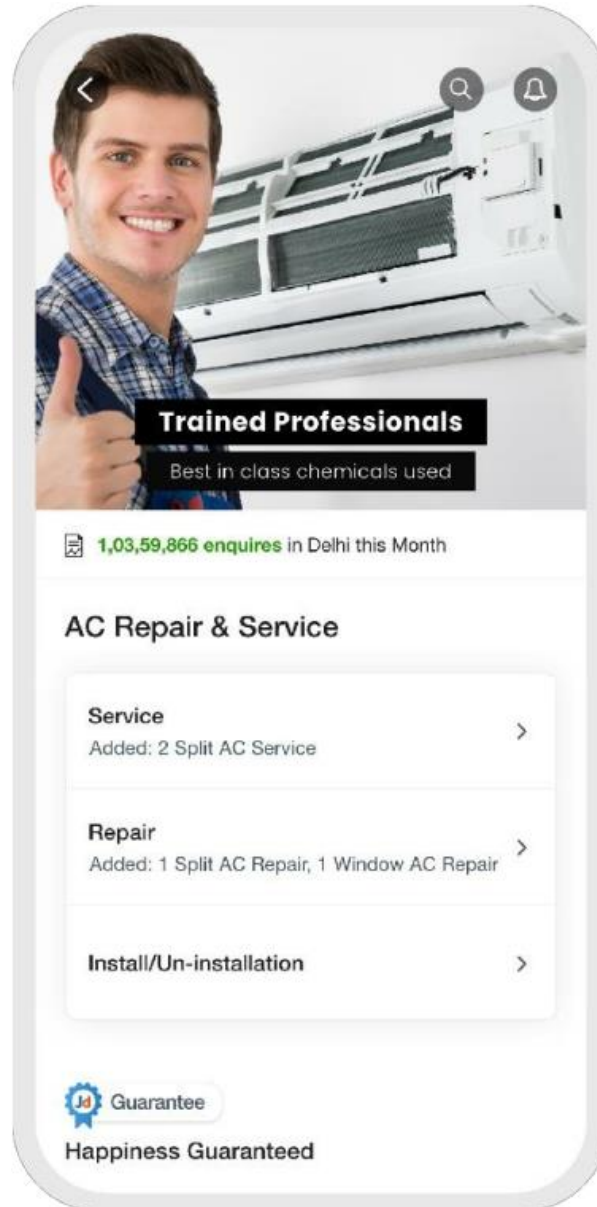 Trained Professionals
Best in class chemicals used
1,03,59,866 enquires in Delhi this Month
AC Repair & Service
Service
Added: 2 Split AC Service
Repair
Added: 1 Split AC Repair, 1 Window AC Repair
Install/Un-installation
Jd Guarantee
Happiness Guaranteed